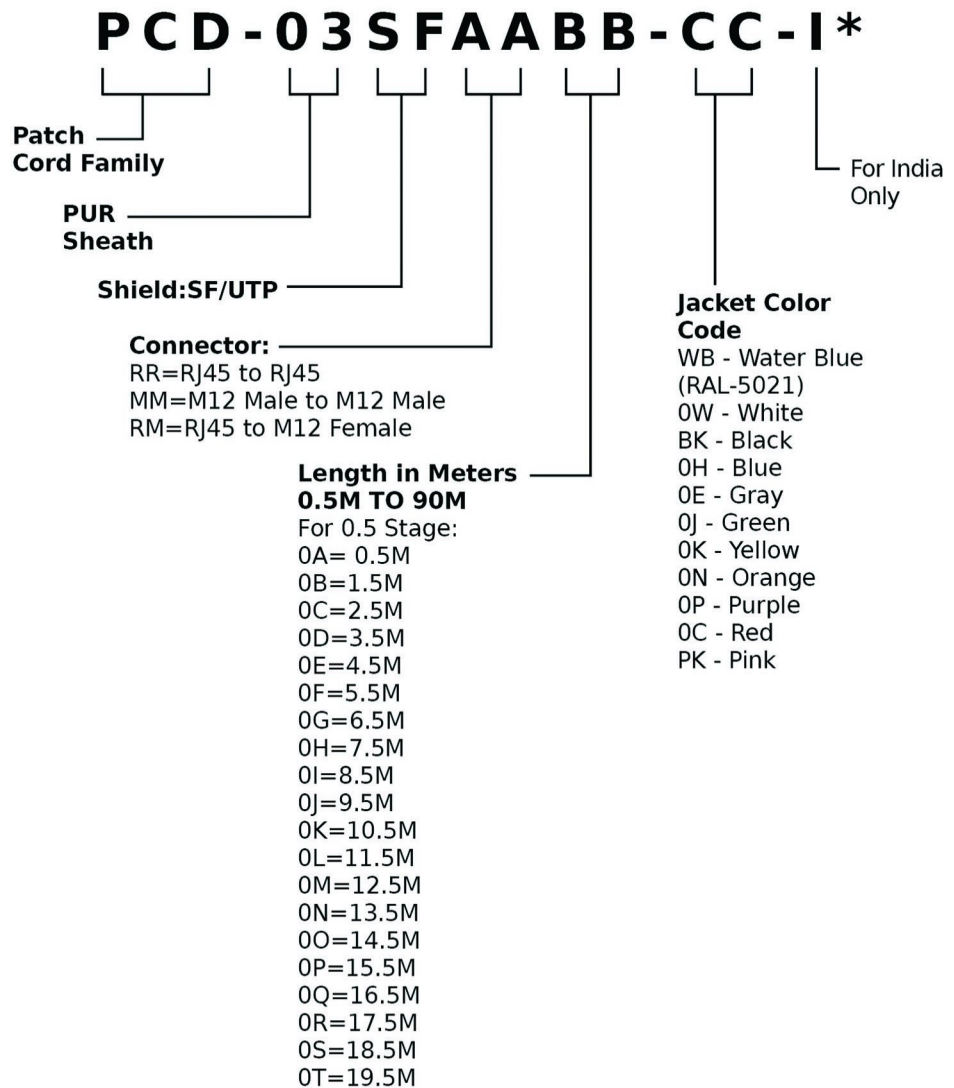 PCD-03SFAABB-CC-I*
Patch
Cord Family
For India
Only
PUR
Sheath
Shield:SF/UTP
Connector:
RR=RJ45 to RJ45
MM=M12 Male to M12 Male
RM=RJ45 to M12 Female
Length in Meters
0.5M TO 90M
For 0.5 Stage:
0A= 0.5M
0B=1.5M
0C=2.5M
0D=3.5M
0E=4.5M
0F=5.5M
0G=6.5M
0H=7.5M
0I=8.5M
0J=9.5M
0K=10.5M
0L=11.5M
0M=12.5M
0N=13.5M
0O=14.5M
0P=15.5M
0Q=16.5M
0R=17.5M
0S=18.5M
0T=19.5M
Jacket Color
Code
WB - Water Blue
(RAL-5021)
0W - White
BK - Black
0H - Blue
0E - Gray
0J - Green
0K - Yellow
0N - Orange
0P - Purple
0C - Red
PK - Pink